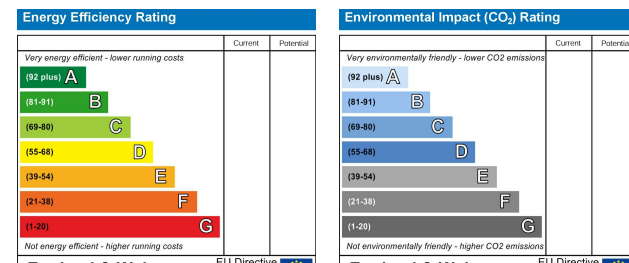 Energy Efficiency Rating
Current Potential
Very energy efficient - lower running costs
(92 plus) A
(81-91) B
(69-80) C
(55-68) D
(39-54) E
(21-38) F
(1-20) G
Not energy efficient - higher running costs
EU Directive
Environmental Impact (CO₂) Rating
Current Potential
Very environmentally friendly - lower CO2 emissions
(92 plus) A
(81-91) B
(69-80) C
(55-68) D
(39-54) E
(21-38) F
(1-20) G
Not environmentally friendly - higher CO2 emissions
EU Directive